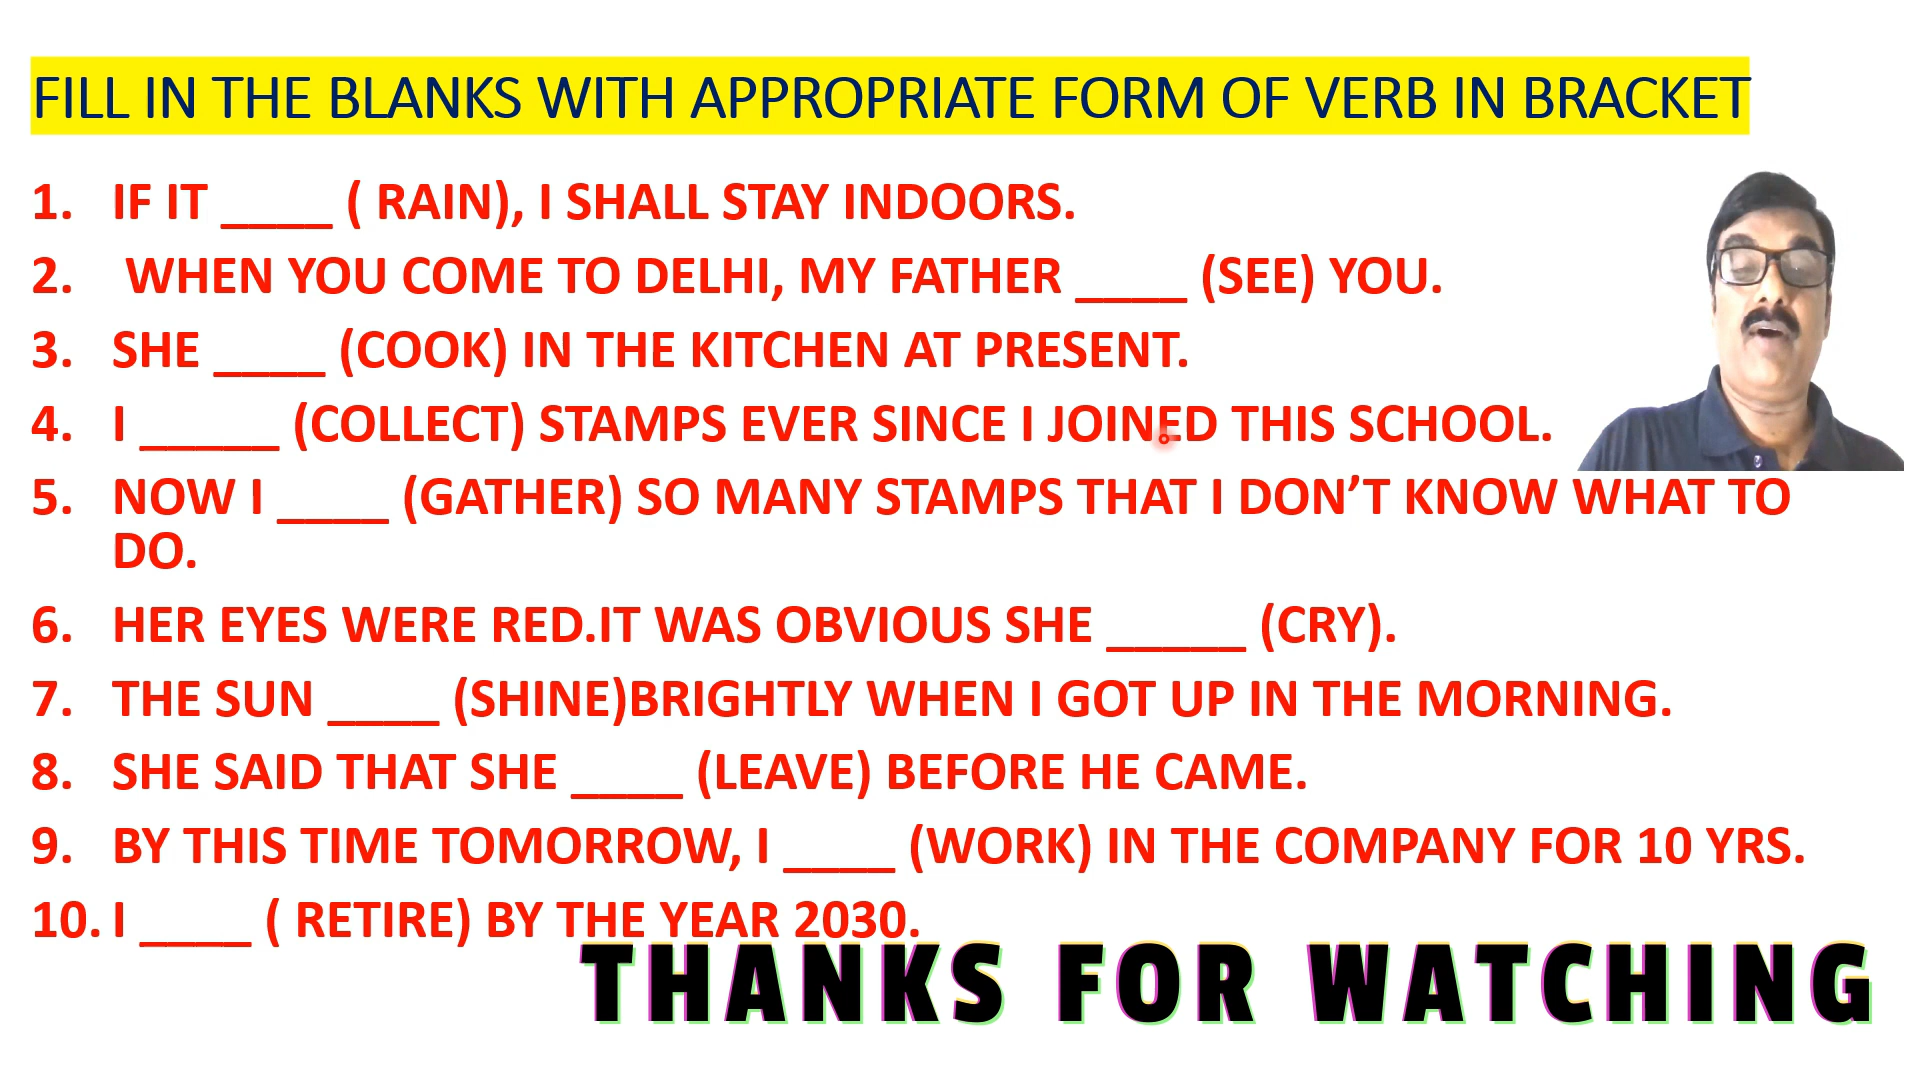 FILL IN THE BLANKS WITH APPROPRIATE FORM OF VERB IN BRACKET
1. IF IT ____ ( RAIN), I SHALL STAY INDOORS.
2. WHEN YOU COME TO DELHI, MY FATHER ____ (SEE) YOU.
3. SHE ____ (COOK) IN THE KITCHEN AT PRESENT.
4. I _____ (COLLECT) STAMPS EVER SINCE I JOINED THIS SCHOOL.
5. NOW I ____ (GATHER) SO MANY STAMPS THAT I DON’T KNOW WHAT TO
DO.
6. HER EYES WERE RED.IT WAS OBVIOUS SHE _____ (CRY).
7. THE SUN ____ (SHINE)BRIGHTLY WHEN I GOT UP IN THE MORNING.
8. SHE SAID THAT SHE ____ (LEAVE) BEFORE HE CAME.
9. BY THIS TIME TOMORROW, I ____ (WORK) IN THE COMPANY FOR 10 YRS.
10. I ____ ( RETIRE) BY THE YEAR 2030.
THANKS FOR WATCHING